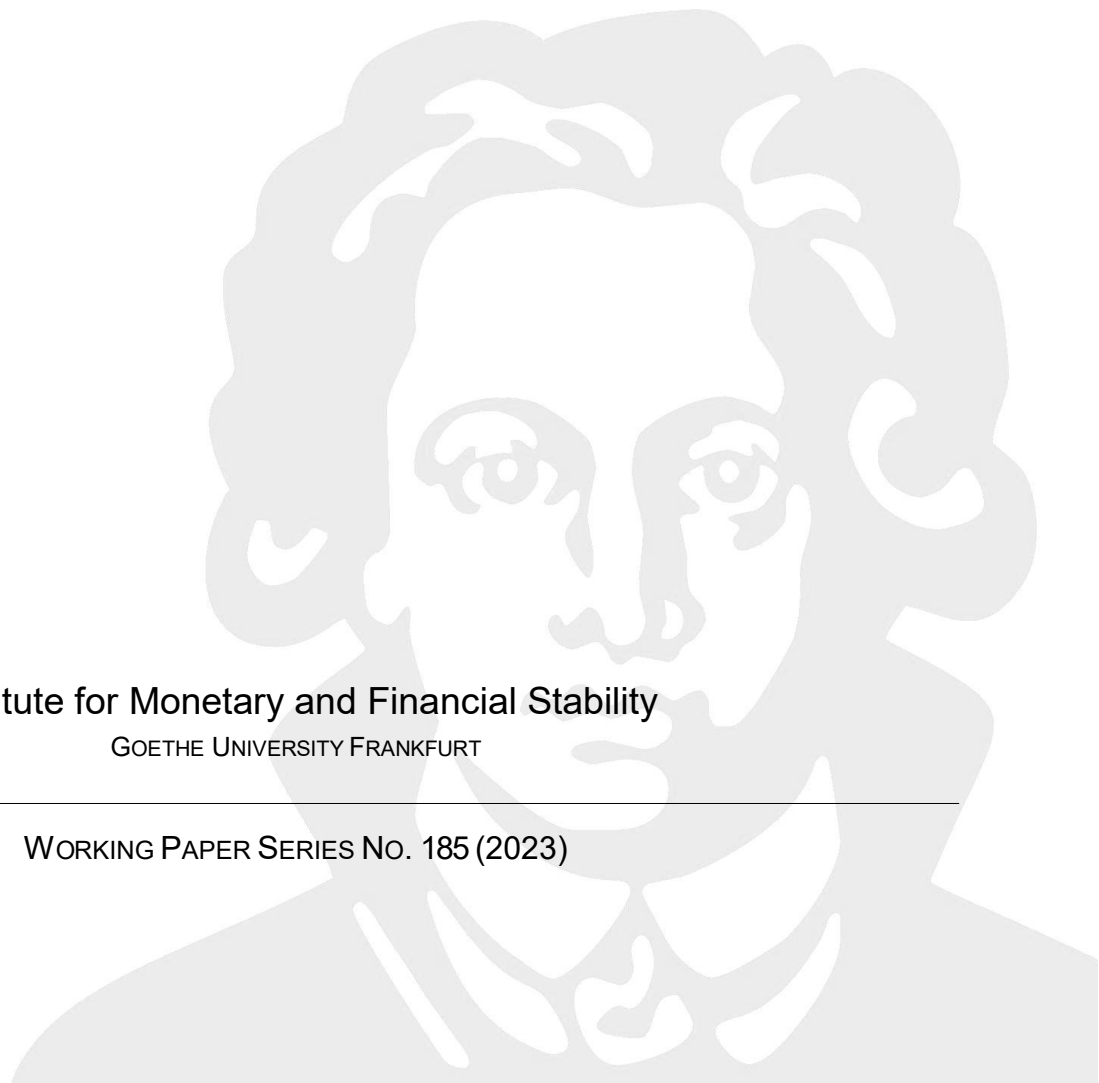 tute for Monetary and Financial Stability
GOETHE UNIVERSITY FRANKFURT
WORKING PAPER SERIES NO. 185 (2023)